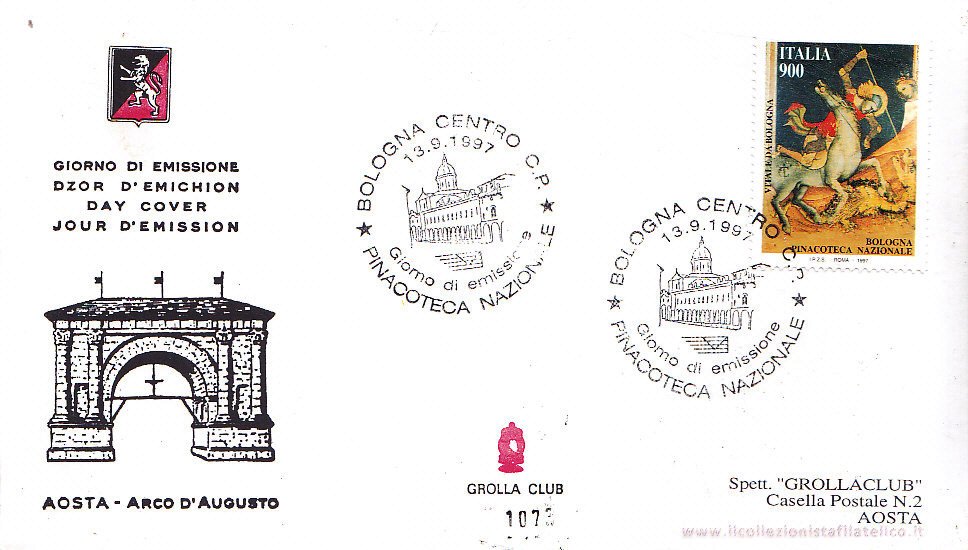 GIORNO DI EMISSIONE
DZOR D'EMICHION
DAY COVER
JOUR D'EMISSION
AOSTA - ARCO D'AUGUSTO
BOLOGNA CENTRO C.P.
13.9.1997
Giorno di emissione
PINACOTECA NAZIONALE
BOLOGNA CENTRO C.P.
13.9.1997
Giorno di emissione
PINACOTECA NAZIONALE
ITALIA
900
VITALE DA BOLOGNA
BOLOGNA
PINACOTECA NAZIONALE
I.P.Z.S. ROMA - 1997
GROLLA CLUB
1073
Spett. "GROLLACLUB"
Casella Postale N.2
AOSTA
www.ilcollezionistafilatelico.it